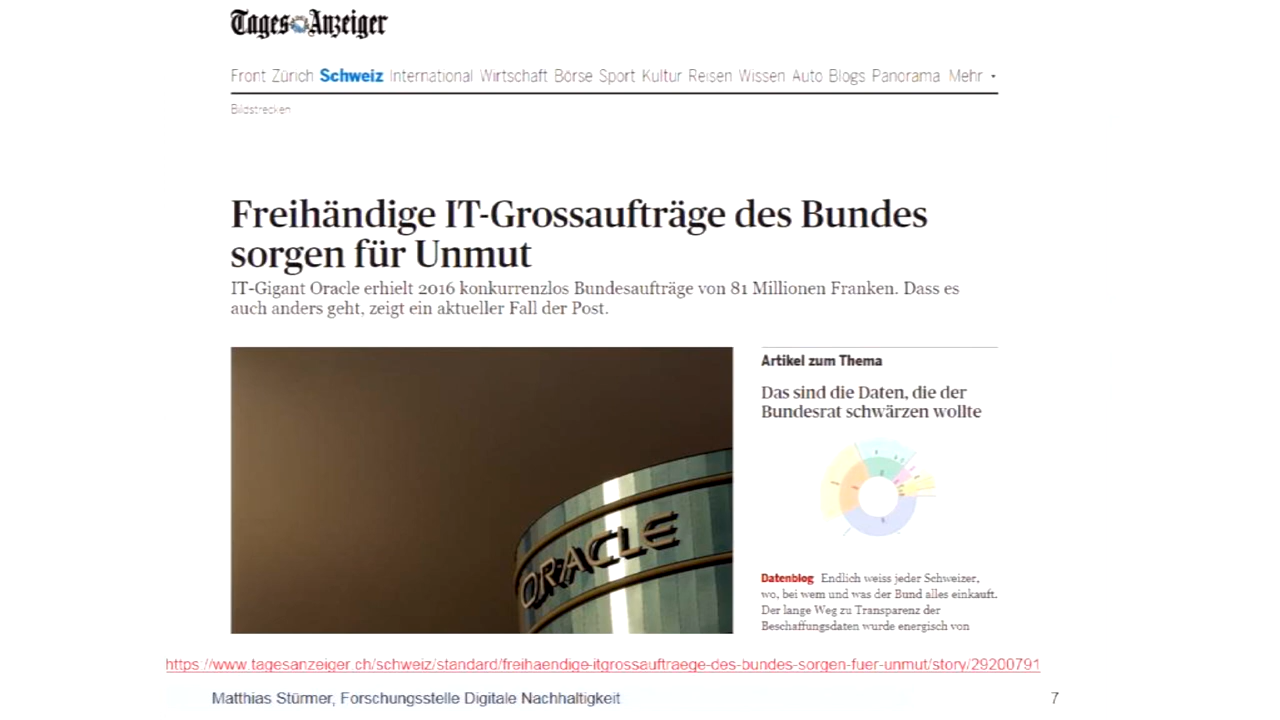 Tages Anzeiger
Front Zürich Schweiz International Wirtschaft Börse Sport Kultur Reisen Wissen Auto Blogs Panorama Mehr
Bildstrecken
Freihändige IT-Grossaufträge des Bundes
sorgen für Unmut
IT-Gigant Oracle erhielt 2016 konkurrenzlos Bundesaufträge von 81 Millionen Franken. Dass es
auch anders geht, zeigt ein aktueller Fall der Post.
ORACLE
Artikel zum Thema
Das sind die Daten, die der
Bundesrat schwärzen wollte
Datenblog Endlich weiss jeder Schweizer,
wo, bei wem und was der Bund alles einkauft.
Der lange Weg zu Transparenz der
Beschaffungsdaten wurde energisch von
https://www.tagesanzeiger.ch/schweiz/standard/freihaendige-itgrossauftraege-des-bundes-sorgen-fuer-unmut/story/29200791
Matthias Stürmer, Forschungsstelle Digitale Nachhaltigkeit
7